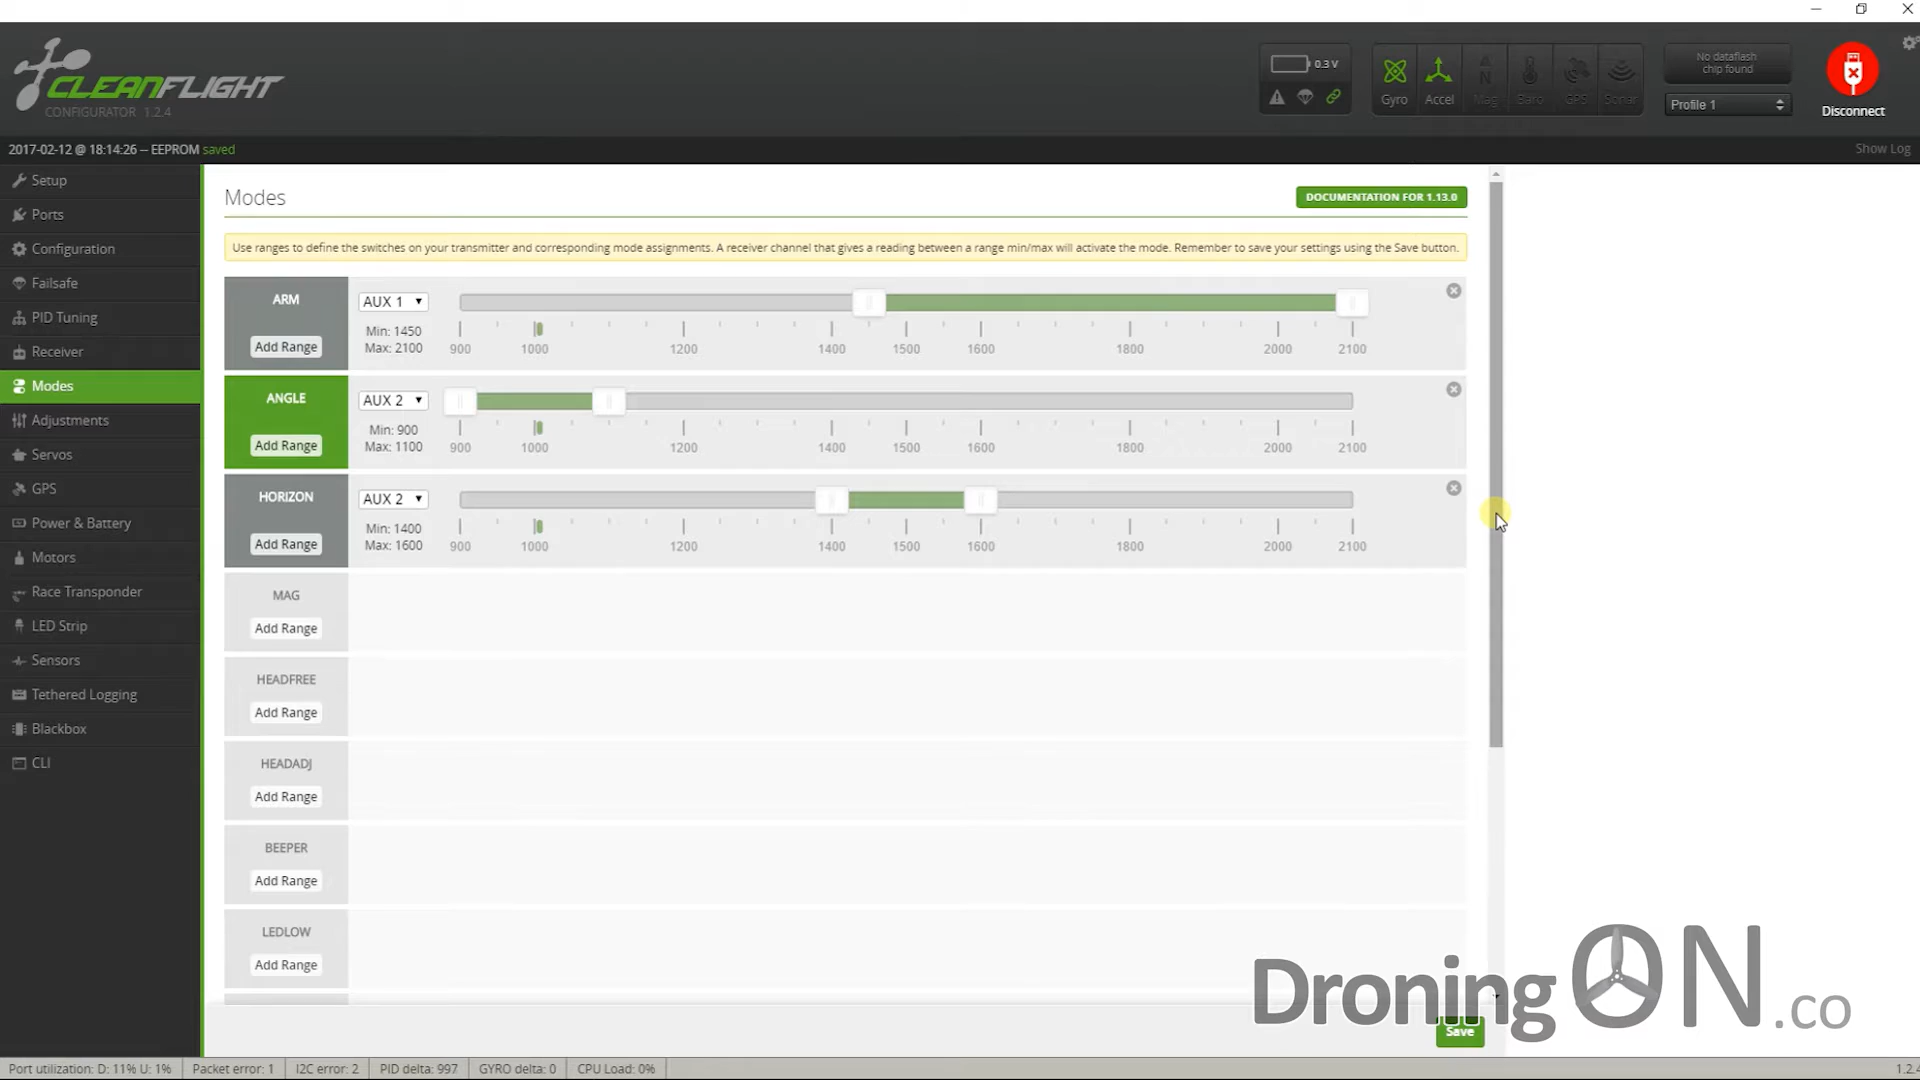 CLEANFLIGHT
CONFIGURATOR 1.2.4
0.3 V
Gyro
Accel
Mag
Baro
GPS
Sonar
No dataflash
chip found
Profile 1
Disconnect
2017-02-12 @ 18:14:26 -- EEPROM saved
Show Log
Setup
Ports
Configuration
Failsafe
PID Tuning
Receiver
Modes
Adjustments
Servos
GPS
Power & Battery
Motors
Race Transponder
LED Strip
Sensors
Tethered Logging
Blackbox
CLI
Modes
DOCUMENTATION FOR 1.13.0
Use ranges to define the switches on your transmitter and corresponding mode assignments. A receiver channel that gives a reading between a range min/max will activate the mode. Remember to save your settings using the Save button.
ARM
Add Range
AUX 1
Min: 1450
Max: 2100
900 1000 1200 1400 1500 1600 1800 2000 2100
ANGLE
Add Range
AUX 2
Min: 900
Max: 1100
900 1000 1200 1400 1500 1600 1800 2000 2100
HORIZON
Add Range
AUX 2
Min: 1400
Max: 1600
900 1000 1200 1400 1500 1600 1800 2000 2100
MAG
Add Range
HEADFREE
Add Range
HEADADJ
Add Range
BEEPER
Add Range
LEDLOW
Add Range
DroningON.co
Save
Port utilization: D: 11% U: 1% Packet error: 1 I2C error: 2 PID delta: 997 GYRO delta: 0 CPU Load: 0% 1.2.4